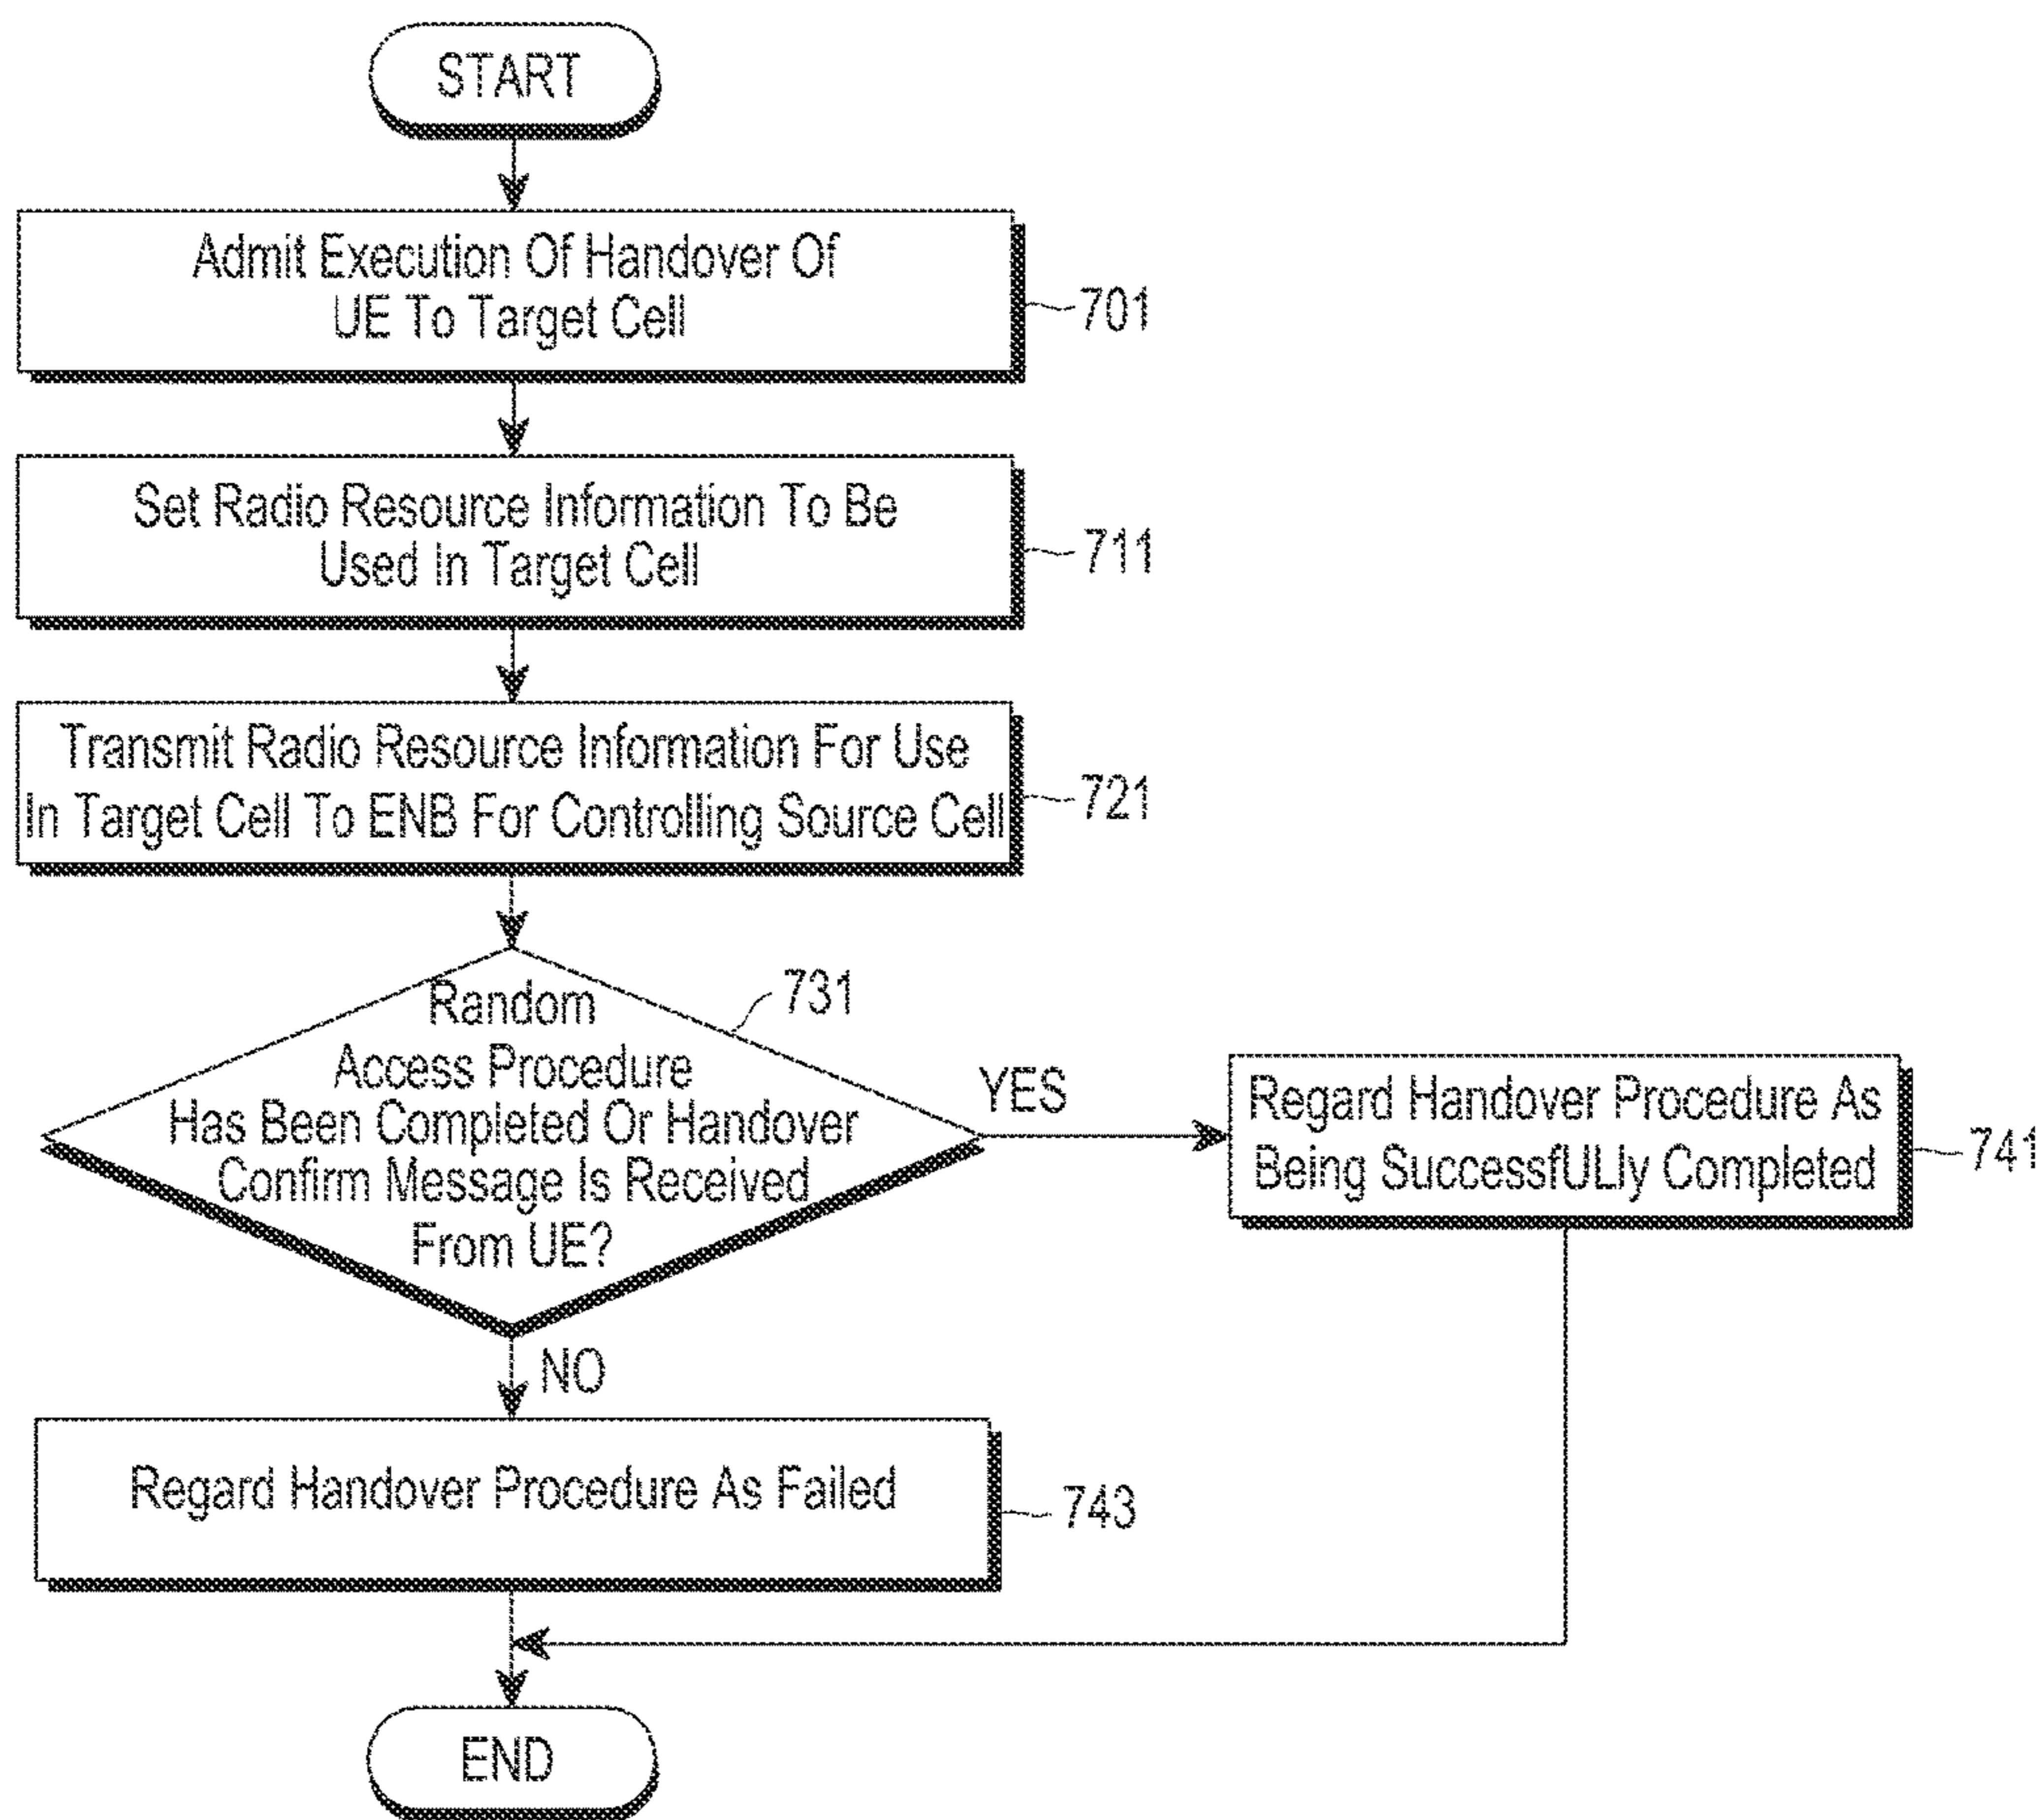 START
Admit Execution Of Handover Of
UE To Target Cell
701
Set Radio Resource Information To Be
Used In Target Cell
711
Transmit Radio Resource Information For Use
In Target Cell To ENB For Controlling Source Cell
721
Random
Access Procedure
Has Been Completed Or Handover
Confirm Message Is Received
From UE?
731
YES
Regard Handover Procedure As
Being SuccessfULly Completed
741
NO
Regard Handover Procedure As Failed
743
END